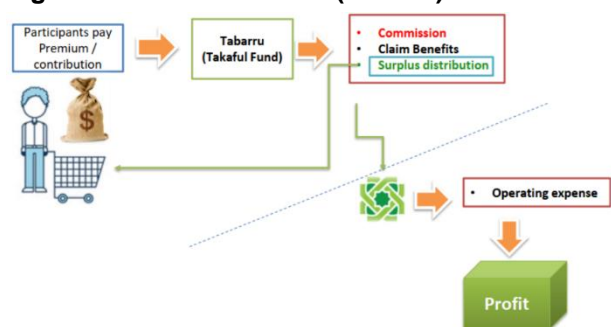 Participants pay
Premium /
contribution
Tabarru
(Takaful Fund)
• Commission
• Claim Benefits
• Surplus distribution
$
• Operating expense
Profit